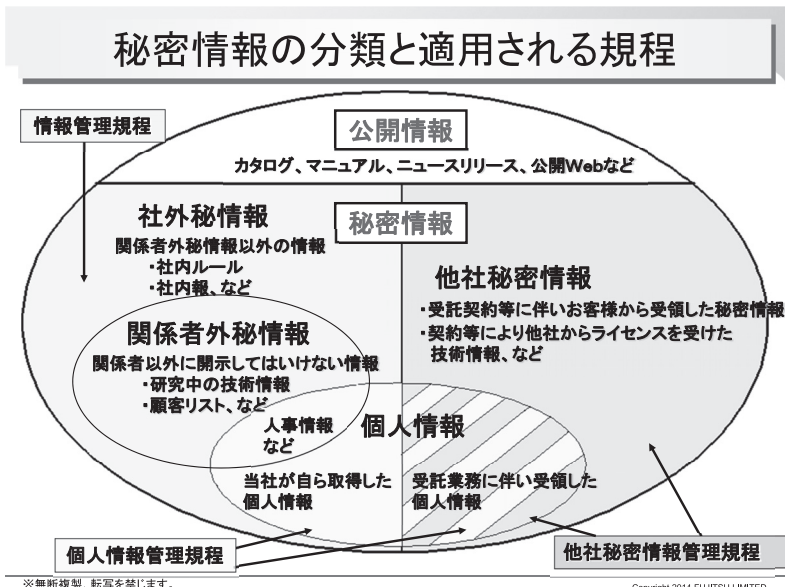 秘密情報の分類と適用される規程
情報管理規程
公開情報
カタログ、マニュアル、ニュースリリース、公開Webなど
社外秘情報
関係者外秘情報以外の情報
・社内ルール
・社内報、など
秘密情報
他社秘密情報
・受託契約等に伴いお客様から受領した秘密情報
・契約等により他社からライセンスを受けた
技術情報、など
関係者外秘情報
関係者以外に開示してはいけない情報
・研究中の技術情報
・顧客リスト、など
人事情報
など
個人情報
当社が自ら取得した
個人情報
受託業務に伴い受領した
個人情報
個人情報管理規程
他社秘密情報管理規程
※無断複製、転写を禁じます。
Copyright 2014 FUJITSU LIMITED